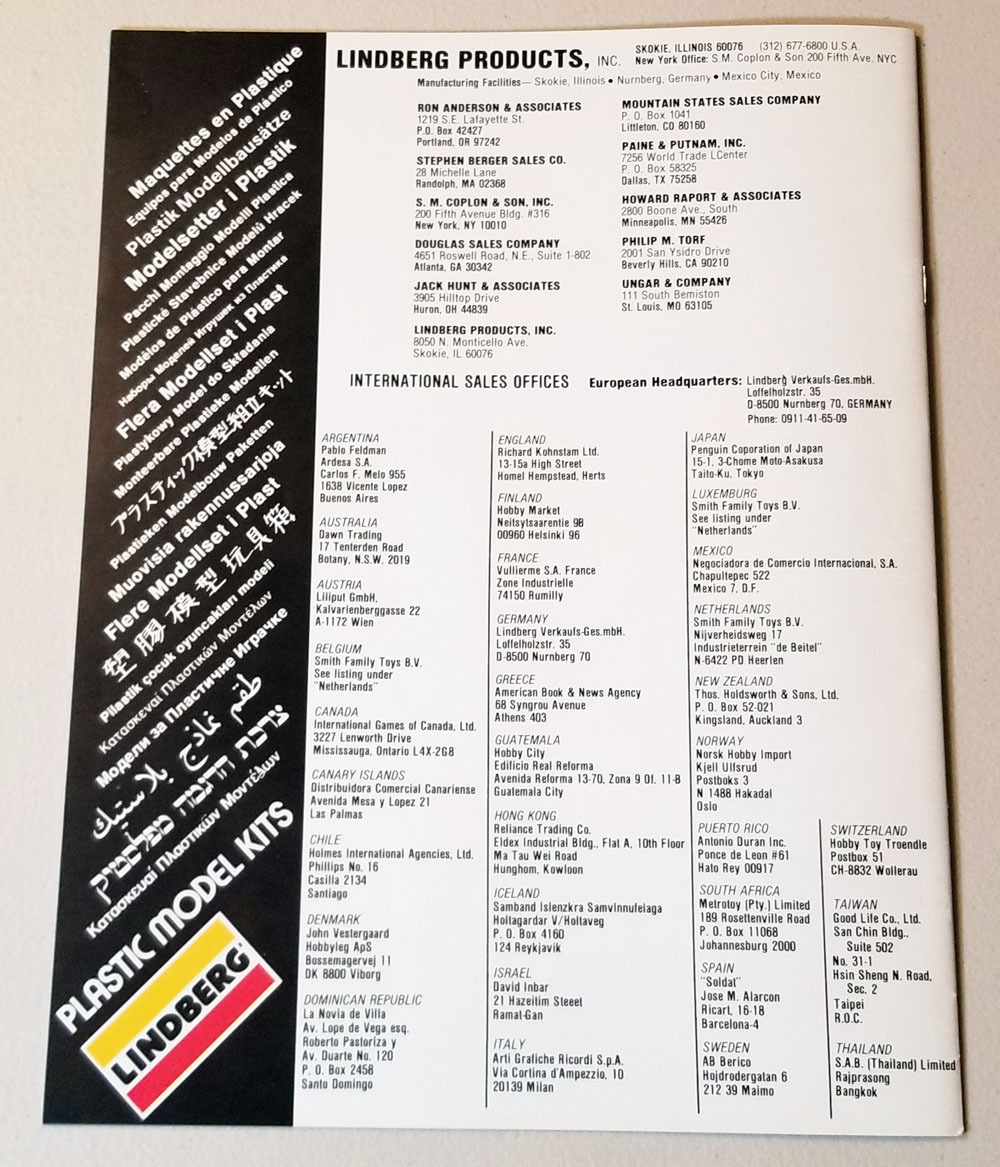 Maquettes en Plastique
Equipos para Modelos de Plástico
Plastik Modellbausätze
Modelsetter i Plastik
Pacchi Montaggio Modelli Plastica
Plastické Stavebnice Modelů Hracek
Modelos de Plástico para Montar
Наборы Моделей Игрушек из Пластика
Flera Modellset i Plast
Plastykowy Model do Składania
Monteerbare Plastieke Modellen
アラスティック模型組立キット
Plastieken Modelbouw Paketten
Muovisia rakennussarjoja
Flere Modellset i Plast
塑膠模型玩具箱
Pilastik çocuk oyuncakları modeli
Κατασκευαί Πλαστικών Μοντέλων
Модели за Пластичне Играчке
طقم نماذج بلاستيك
ערכת הדגמה מפלסטיק
Κατασκευαί Πλαστικών Μοντέλων
PLASTIC MODEL KITS
LINDBERG
LINDBERG PRODUCTS, INC.
SKOKIE, ILLINOIS 60076 (312) 677-6800 U.S.A.
New York Office: S.M. Coplon & Son 200 Fifth Ave. NYC
Manufacturing Facilities— Skokie, Illinois • Nurnberg, Germany • Mexico City, Mexico
RON ANDERSON & ASSOCIATES
1219 S.E. Lafayette St.
P.O. Box 42427
Portland, OR 97242
STEPHEN BERGER SALES CO.
28 Michelle Lane
Randolph, MA 02368
S. M. COPLON & SON, INC.
200 Fifth Avenue Bldg. #316
New York, NY 10010
DOUGLAS SALES COMPANY
4651 Roswell Road, N.E., Suite 1-802
Atlanta, GA 30342
JACK HUNT & ASSOCIATES
3905 Hilltop Drive
Huron, OH 44839
LINDBERG PRODUCTS, INC.
8050 N. Monticello Ave.
Skokie, IL 60076
MOUNTAIN STATES SALES COMPANY
P. O. Box 1041
Littleton, CO 80160
PAINE & PUTNAM, INC.
7256 World Trade LCenter
P. O. Box 58325
Dallas, TX 75258
HOWARD RAPORT & ASSOCIATES
2800 Boone Ave., South
Minneapolis, MN 55426
PHILIP M. TORF
2001 San Ysidro Drive
Beverly Hills, CA 90210
UNGAR & COMPANY
111 South Bemiston
St. Louis, MO 63105
INTERNATIONAL SALES OFFICES
European Headquarters: Lindberg Verkaufs-Ges.mbH.
Loffelholzstr. 35
D-8500 Nurnberg 70, GERMANY
Phone: 0911-41-65-09
ARGENTINA
Pablo Feldman
Ardesa S.A.
Carlos F. Melo 955
1638 Vicente Lopez
Buenos Aires
AUSTRALIA
Dawn Trading
17 Tenterden Road
Botany, N.S.W. 2019
AUSTRIA
Liliput GmbH,
Kalvarienberggasse 22
A-1172 Wien
BELGIUM
Smith Family Toys B.V.
See listing under
"Netherlands"
CANADA
International Games of Canada, Ltd.
3227 Lenworth Drive
Mississauga, Ontario L4X-2G8
CANARY ISLANDS
Distribuidora Comercial Canariense
Avenida Mesa y Lopez 21
Las Palmas
CHILE
Holmes International Agencies, Ltd.
Phillips No. 16
Casilla 2134
Santiago
DENMARK
John Vestergaard
Hobbyleg ApS
Bossemagervej 11
DK 8800 Viborg
DOMINICAN REPUBLIC
La Novia de Villa
Av. Lope de Vega esq.
Roberto Pastoriza y
Av. Duarte No. 120
P. O. Box 2458
Santo Domingo
ENGLAND
Richard Kohnstam Ltd.
13-15a High Street
Homel Hempstead, Herts
FINLAND
Hobby Market
Neitsytsaarentie 9B
00960 Helsinki 96
FRANCE
Vullierme S.A. France
Zone Industrielle
74150 Rumilly
GERMANY
Lindberg Verkaufs-Ges.mbH.
Loffelholzstr. 35
D-8500 Nurnberg 70
GREECE
American Book & News Agency
68 Syngrou Avenue
Athens 403
GUATEMALA
Hobby City
Edificio Real Reforma
Avenida Reforma 13-70, Zona 9 Of. 11-B
Guatemala City
HONG KONG
Reliance Trading Co.
Eldex Industrial Bldg., Flat A, 10th Floor
Ma Tau Wei Road
Hunghom, Kowloon
ICELAND
Samband Islenzkra Samvinnufelaga
Holtagardar V/Holtaveg
P. O. Box 4160
124 Reykjavik
ISRAEL
David Inbar
21 Hazeitim Steeet
Ramat-Gan
ITALY
Arti Grafiche Ricordi S.p.A.
Via Cortina d'Ampezzio, 10
20139 Milan
JAPAN
Penguin Coporation of Japan
15-1, 3-Chome Moto-Asakusa
Taito-Ku, Tokyo
LUXEMBURG
Smith Family Toys B.V.
See listing under
"Netherlands"
MEXICO
Negociadora de Comercio Internacional, S.A.
Chapultepec 522
Mexico 7, D.F.
NETHERLANDS
Smith Family Toys B.V.
Nijverheidsweg 17
Industrieterrein "de Beitel"
N-6422 PD Heerlen
NEW ZEALAND
Thos. Holdsworth & Sons, Ltd.
P. O. Box 52-021
Kingsland, Auckland 3
NORWAY
Norsk Hobby Import
Kjell Ulfsrud
Postboks 3
N 1488 Hakadal
Oslo
PUERTO RICO
Antonio Duran Inc.
Ponce de Leon #61
Hato Rey 00917
SOUTH AFRICA
Metrotoy (Pty.) Limited
189 Rosettenville Road
P. O. Box 11068
Johannesburg 2000
SPAIN
"Soldat"
Jose M. Alarcon
Ricart, 16-18
Barcelona-4
SWEDEN
AB Berico
Hojdrodergatan 6
212 39 Malmo
SWITZERLAND
Hobby Toy Troendle
Postbox 51
CH-8832 Wollerau
TAIWAN
Good Life Co., Ltd.
San Chin Bldg.,
Suite 502
No. 31-1
Hsin Sheng N. Road,
Sec. 2
Taipei
R.O.C.
THAILAND
S.A.B. (Thailand) Limited
Rajprasong
Bangkok